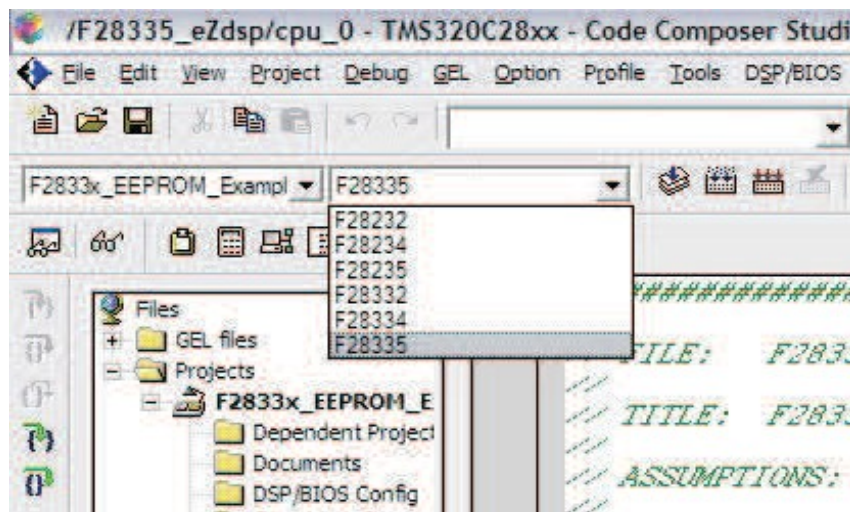 /F28335_eZdsp/cpu_0 - TMS320C28xx - Code Composer Studi
File Edit View Project Debug GEL Option Profile Tools DSP/BIOS
F2833x_EEPROM_Exampl F28335
F28232
F28234
F28235
F28332
F28334
F28335
Files
GEL files
Projects
F2833x_EEPROM_E
Dependent Project
Documents
DSP/BIOS Config
##############
// FILE: F2833
//
// TITLE: F2833
//
// ASSUMPTIONS:
//